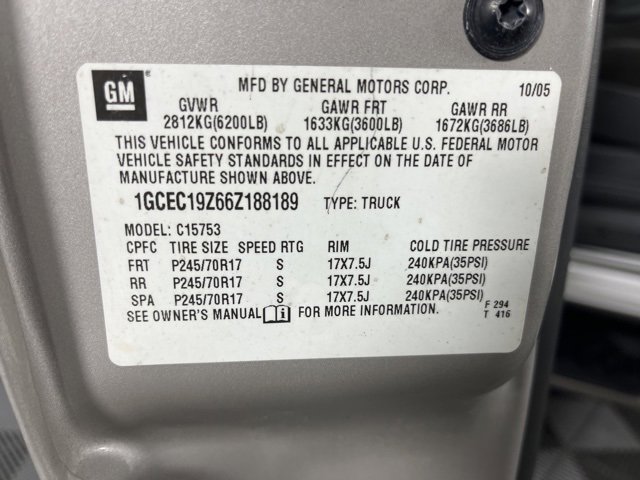 GM
MFD BY GENERAL MOTORS CORP. 10/05
GVWR GAWR FRT GAWR RR
2812KG(6200LB) 1633KG(3600LB) 1672KG(3686LB)
THIS VEHICLE CONFORMS TO ALL APPLICABLE U.S. FEDERAL MOTOR
VEHICLE SAFETY STANDARDS IN EFFECT ON THE DATE OF
MANUFACTURE SHOWN ABOVE.
1GCEC19Z66Z188189 TYPE: TRUCK
MODEL: C15753
CPFC TIRE SIZE SPEED RTG RIM COLD TIRE PRESSURE
FRT P245/70R17 S 17X7.5J 240KPA(35PSI)
RR P245/70R17 S 17X7.5J 240KPA(35PSI)
SPA P245/70R17 S 17X7.5J 240KPA(35PSI)
SEE OWNER'S MANUAL FOR MORE INFORMATION. F 294
T 416